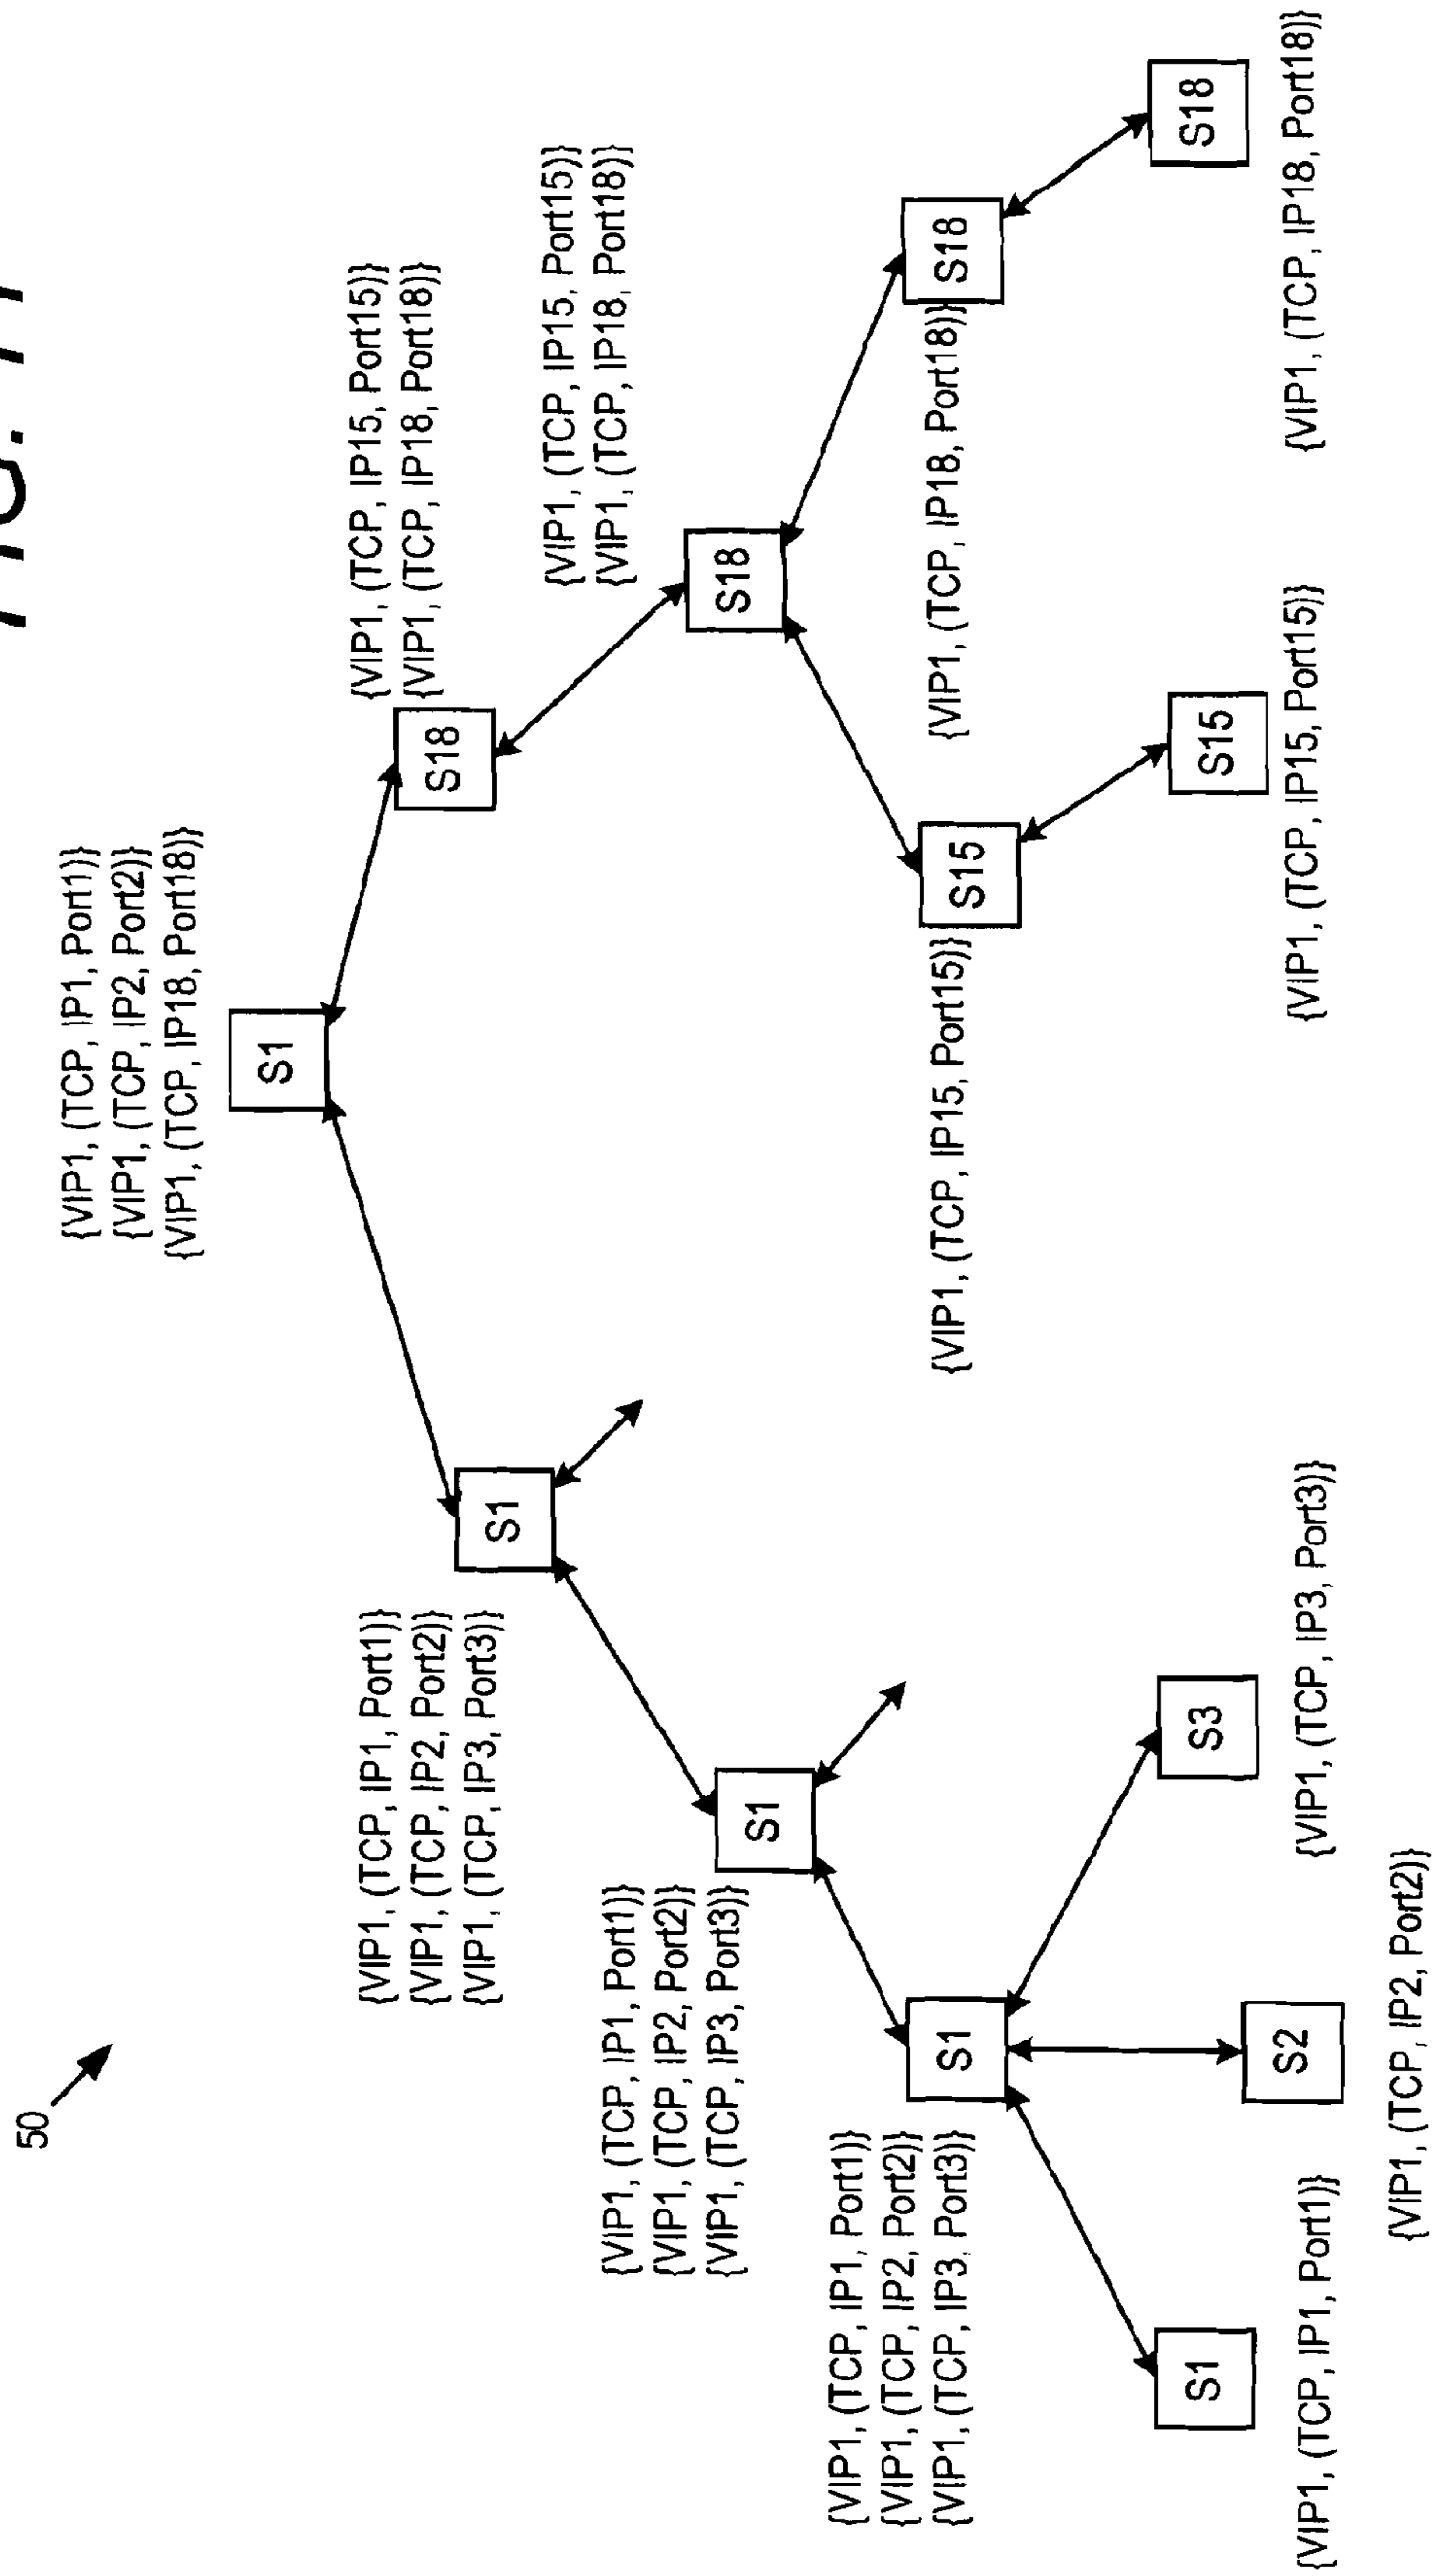 50
{VIP1, (TCP, IP1, Port1)}
{VIP1, (TCP, IP2, Port2)}
{VIP1, (TCP, IP18, Port18)}
S1
{VIP1, (TCP, IP1, Port1)}
{VIP1, (TCP, IP2, Port2)}
{VIP1, (TCP, IP3, Port3)}
S1
S18
{VIP1, (TCP, IP15, Port15)}
{VIP1, (TCP, IP18, Port18)}
{VIP1, (TCP, IP1, Port1)}
{VIP1, (TCP, IP2, Port2)}
{VIP1, (TCP, IP3, Port3)}
S1
S18
{VIP1, (TCP, IP15, Port15)}
{VIP1, (TCP, IP18, Port18)}
{VIP1, (TCP, IP1, Port1)}
{VIP1, (TCP, IP2, Port2)}
{VIP1, (TCP, IP3, Port3)}
S1
{VIP1, (TCP, IP15, Port15)}
S15
{VIP1, (TCP, IP18, Port18)}
S18
S1
S2
S3
S15
S18
{VIP1, (TCP, IP1, Port1)}
{VIP1, (TCP, IP2, Port2)}
{VIP1, (TCP, IP3, Port3)}
{VIP1, (TCP, IP15, Port15)}
{VIP1, (TCP, IP18, Port18)}